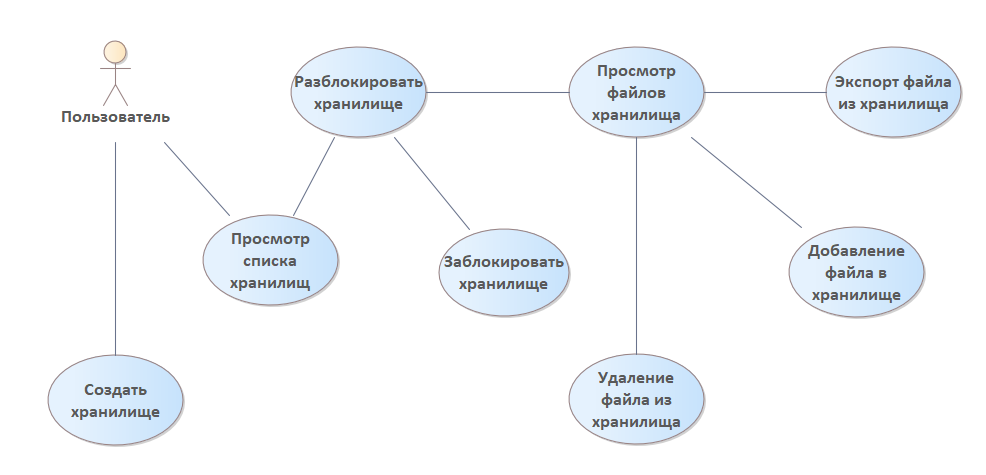 Пользователь
Разблокировать
хранилище
Просмотр
файлов
хранилища
Экспорт файла
из хранилища
Просмотр
списка
хранилищ
Заблокировать
хранилище
Добавление
файла в
хранилище
Создать
хранилище
Удаление
файла из
хранилища